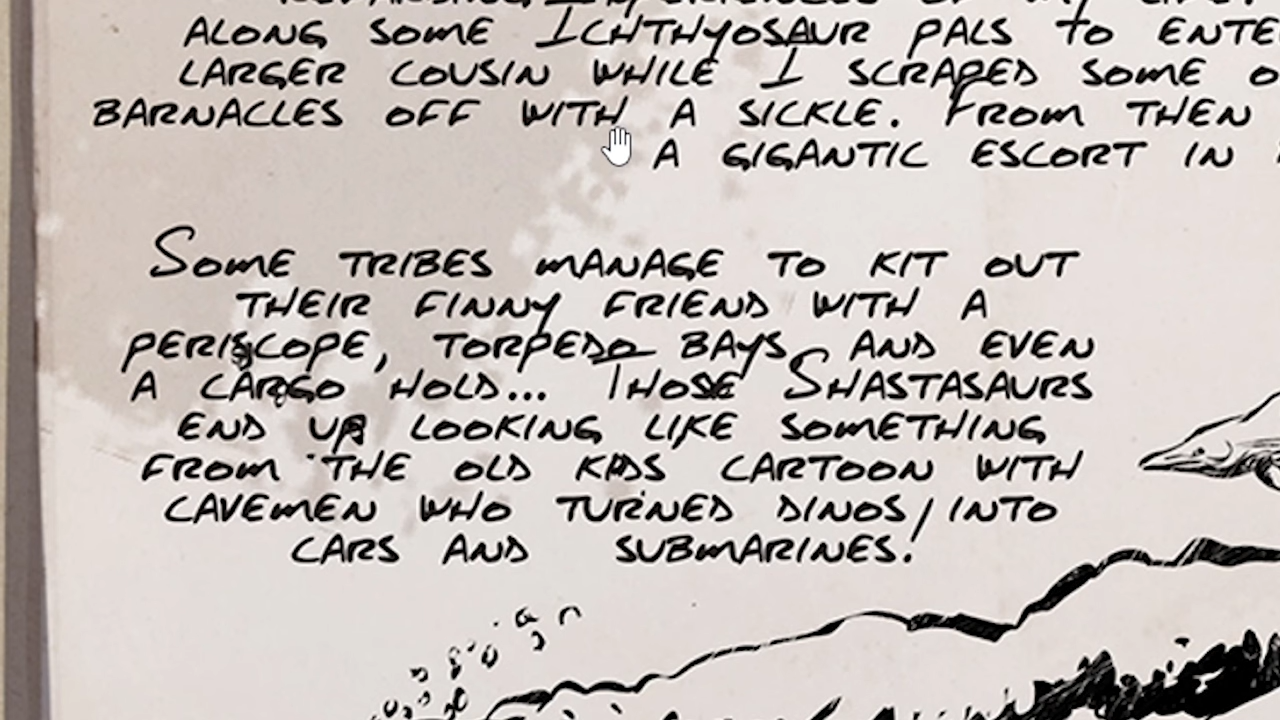 ALONG SOME ICHTHYOSAUR PALS TO
LARGER COUSIN WHILE I SCRAPED SOME
BARNACLES OFF WITH A SICKLE. FROM THEN
A GIGANTIC ESCORT IN
SOME TRIBES MANAGE TO KIT OUT
THEIR FINNY FRIEND WITH A
PERISCOPE, TORPEDO BAYS, AND EVEN
A CARGO HOLD... THOSE SHASTASAURS
END UP LOOKING LIKE SOMETHING
FROM THE OLD KIDS CARTOON WITH
CAVEMEN WHO TURNED DINOS INTO
CARS AND SUBMARINES!